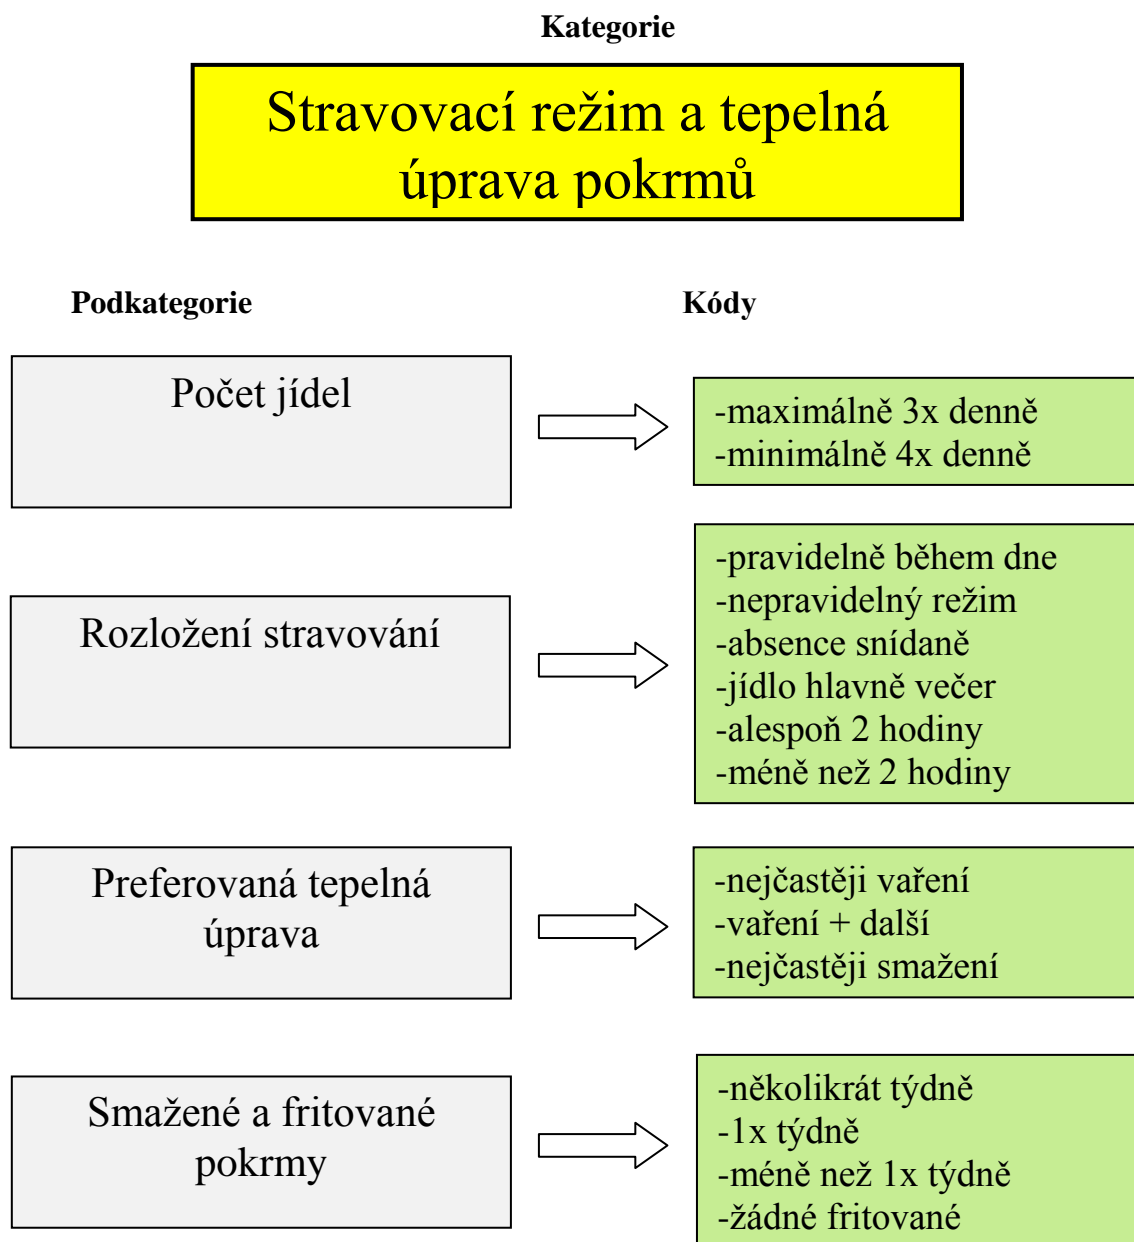 Kategorie
Stravovací režim a tepelná
úprava pokrmů
Podkategorie
Kódy
Počet jídel
-maximálně 3x denně
-minimálně 4x denně
Rozložení stravování
-pravidelně během dne
-nepravidelný režim
-absence snídaně
-jídlo hlavně večer
-alespoň 2 hodiny
-méně než 2 hodiny
Preferovaná tepelná
úprava
-nejčastěji vaření
-vaření + další
-nejčastěji smažení
Smažené a fritované
pokrmy
-několikrát týdně
-1x týdně
-méně než 1x týdně
-žádné fritované